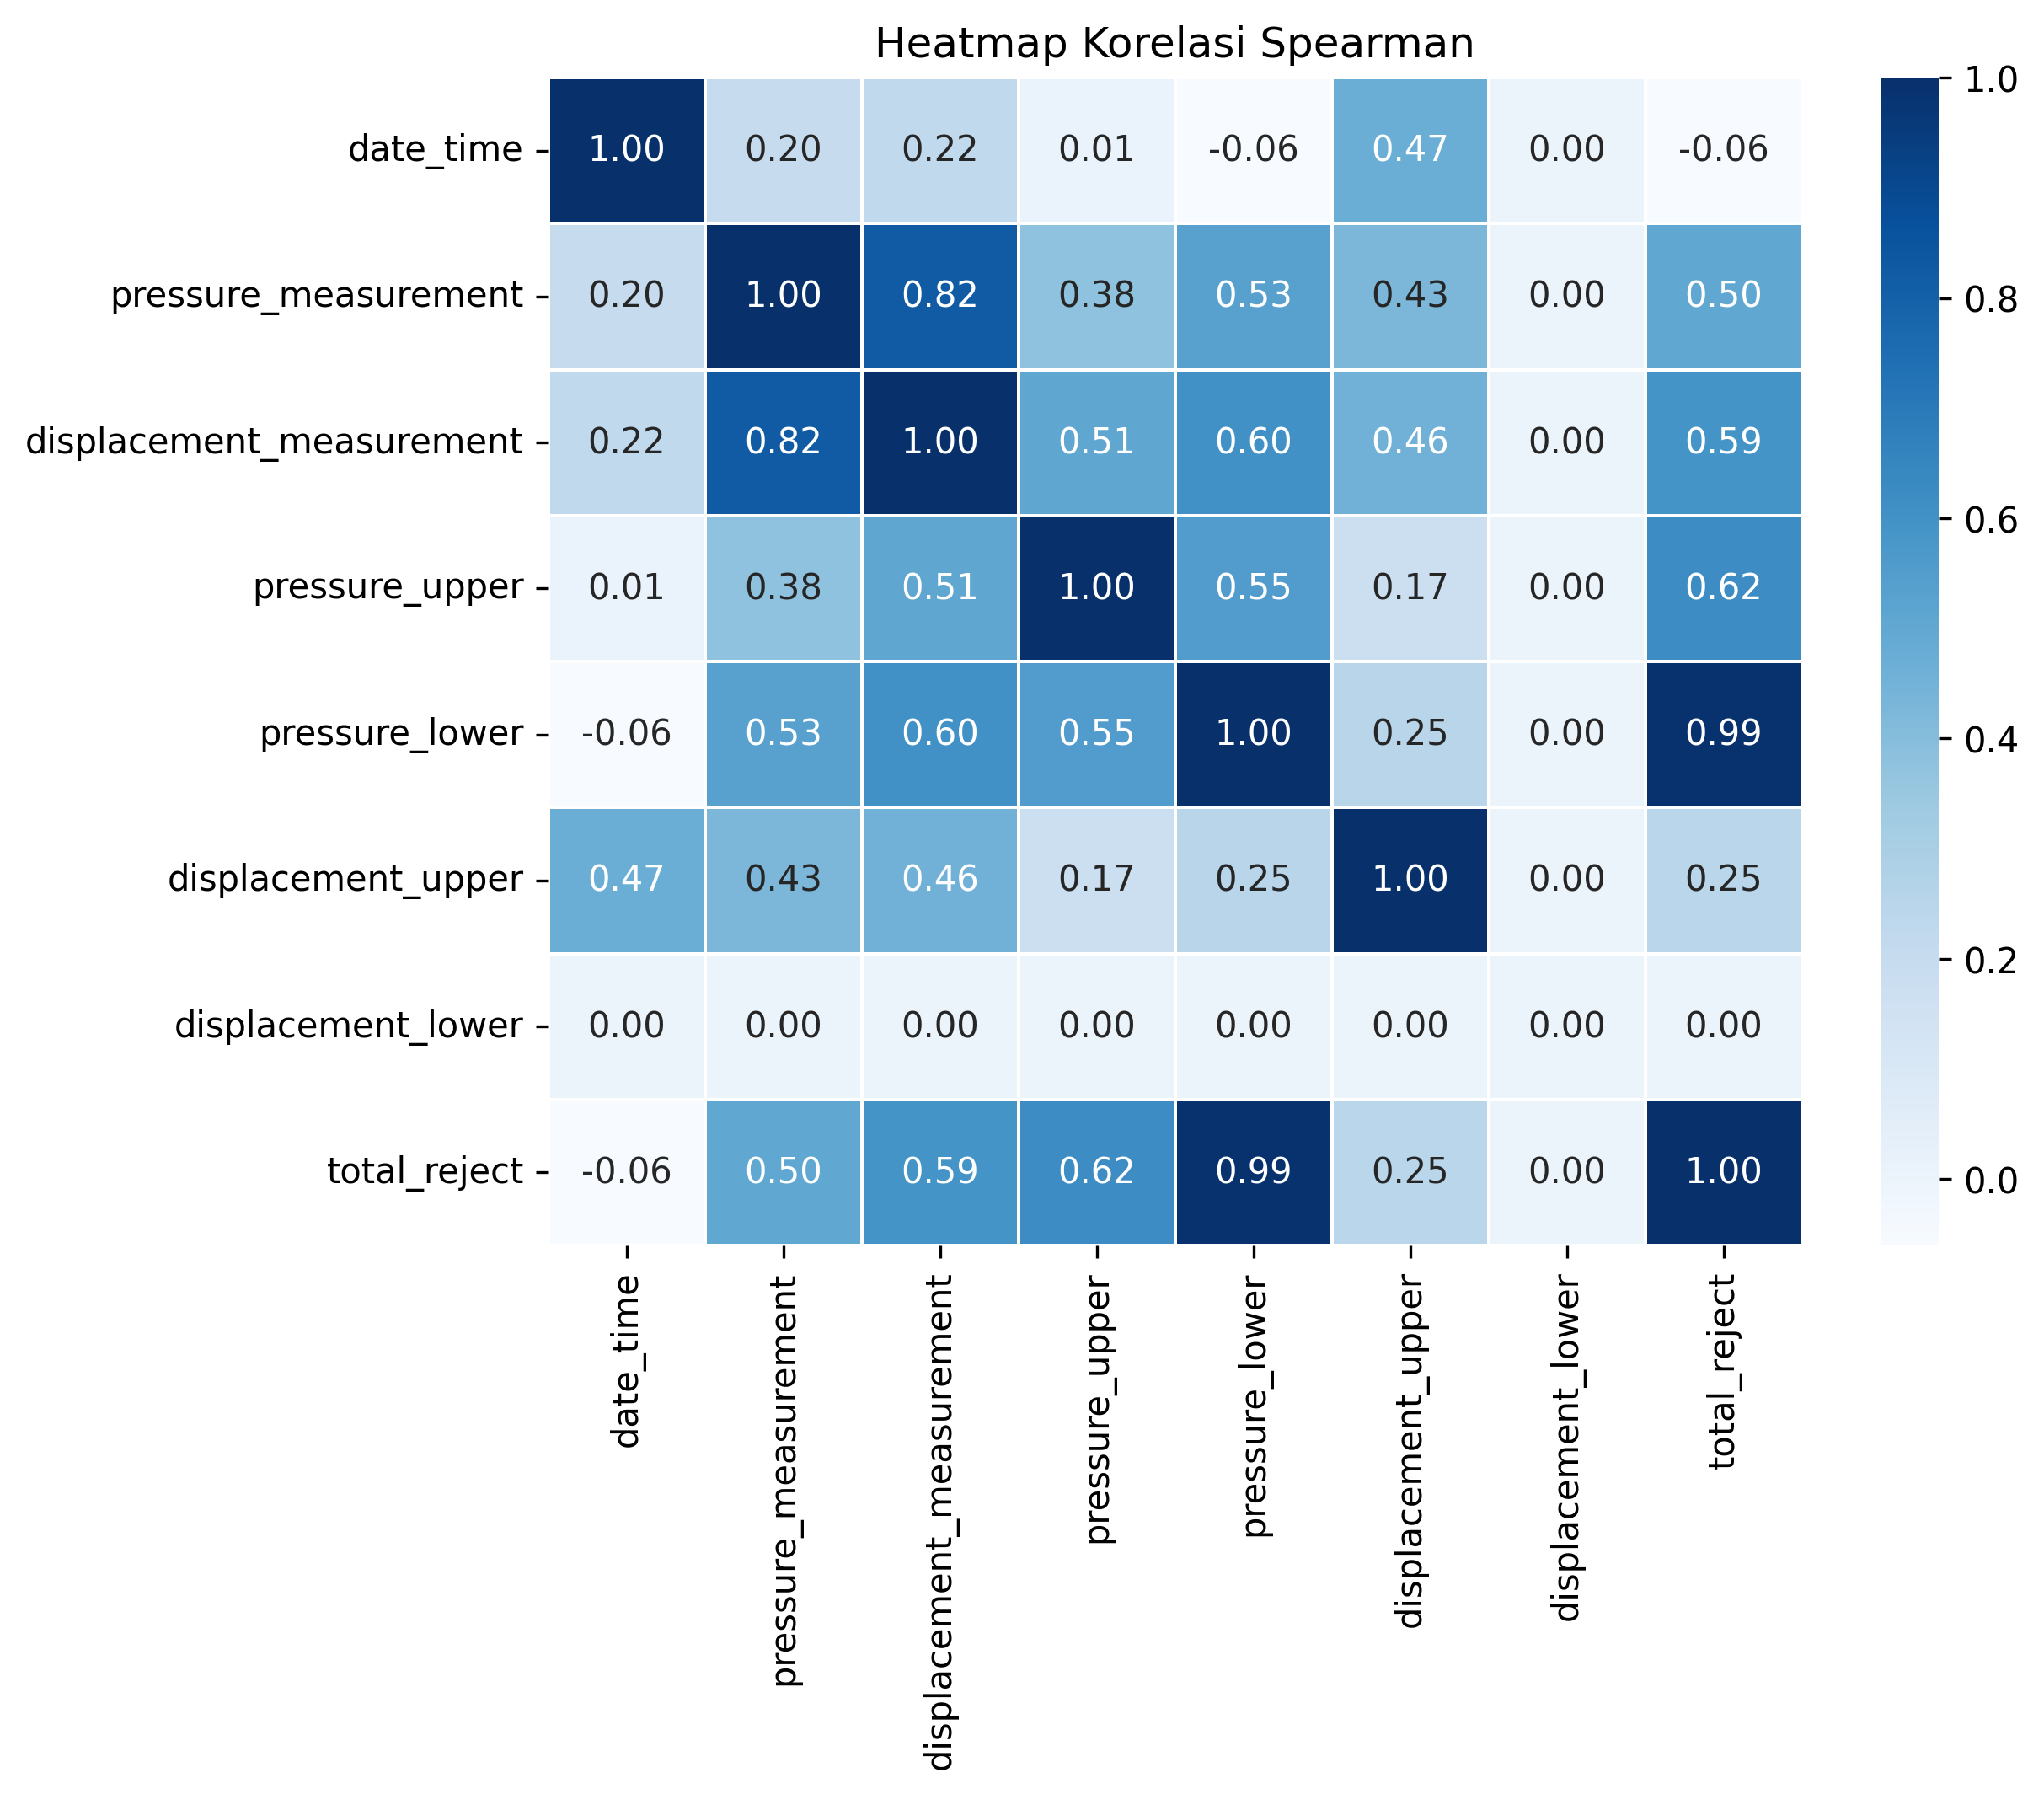 Heatmap Korelasi Spearman
date_time 1.00 0.20 0.22 0.01 -0.06 0.47 0.00 -0.06
pressure_measurement 0.20 1.00 0.82 0.38 0.53 0.43 0.00 0.50
displacement_measurement 0.22 0.82 1.00 0.51 0.60 0.46 0.00 0.59
pressure_upper 0.01 0.38 0.51 1.00 0.55 0.17 0.00 0.62
pressure_lower -0.06 0.53 0.60 0.55 1.00 0.25 0.00 0.99
displacement_upper 0.47 0.43 0.46 0.17 0.25 1.00 0.00 0.25
displacement_lower 0.00 0.00 0.00 0.00 0.00 0.00 0.00 0.00
total_reject -0.06 0.50 0.59 0.62 0.99 0.25 0.00 1.00
date_time
pressure_measurement
displacement_measurement
pressure_upper
pressure_lower
displacement_upper
displacement_lower
total_reject
1.0
0.8
0.6
0.4
0.2
0.0